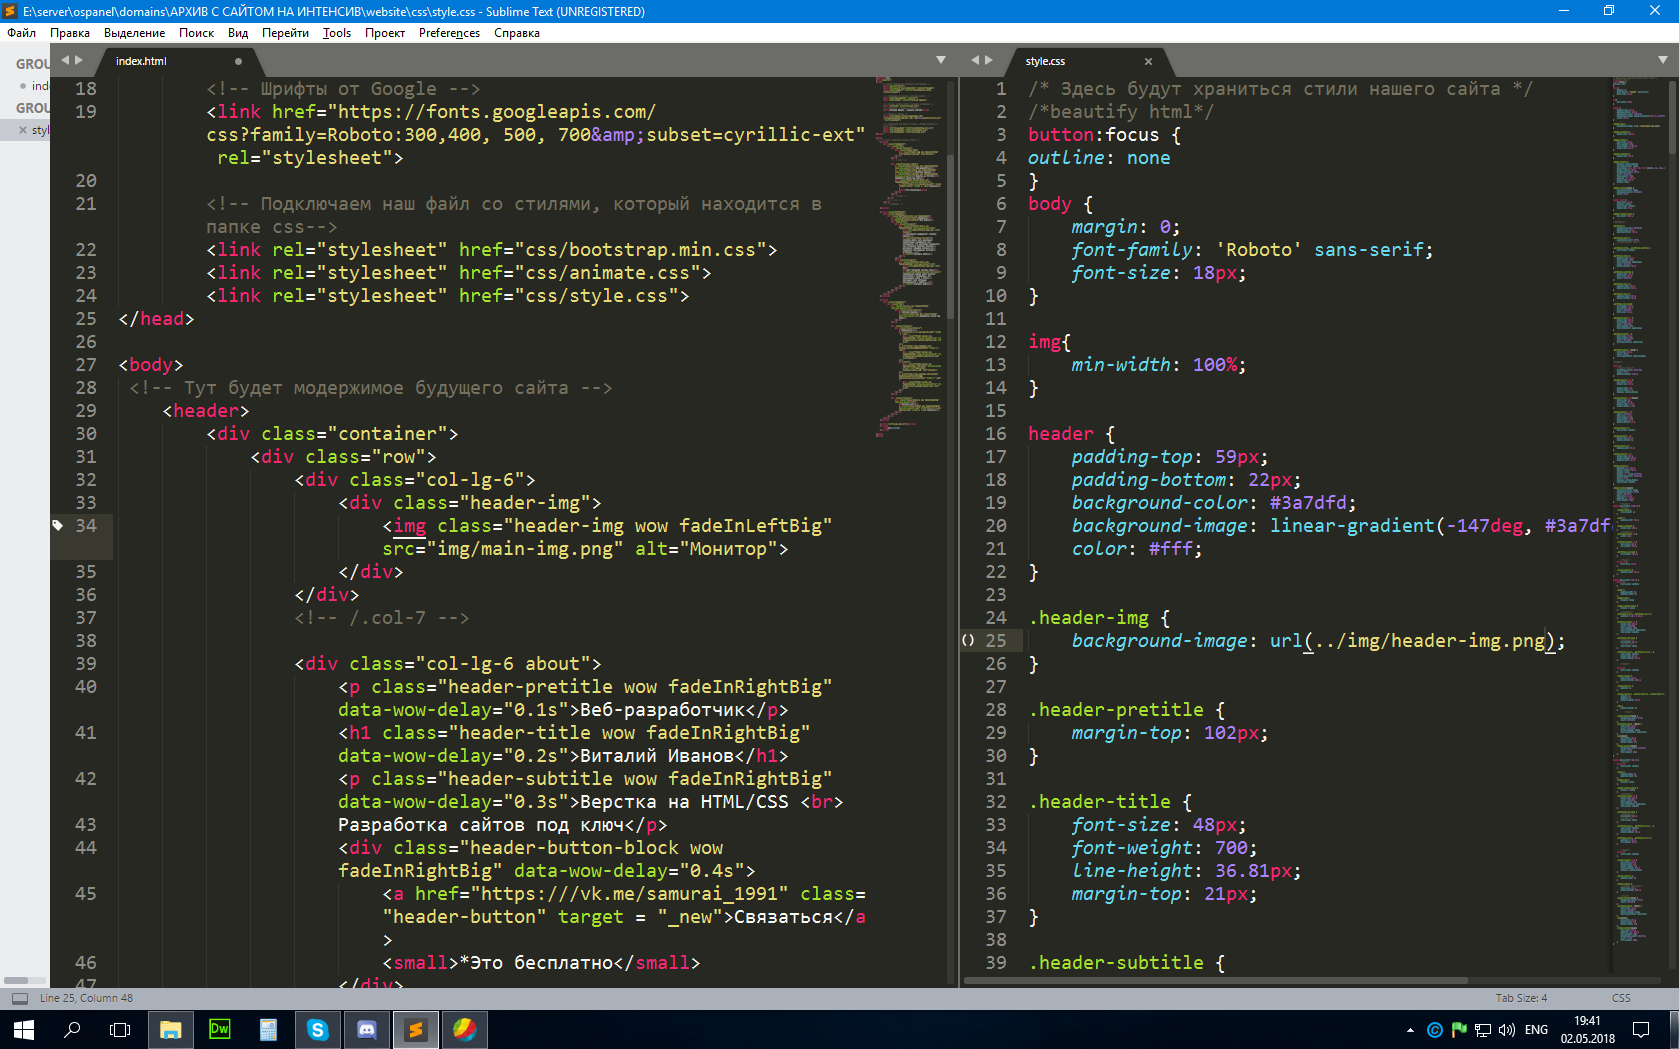 E:\server\ospanel\domains\АРХИВ С САЙТОМ НА ИНТЕНСИВ\website\css\style.css - Sublime Text (UNREGISTERED)
Файл Правка Выделение Поиск Вид Перейти Tools Проект Preferences Справка
GROU
ind
GROU
styl
index.html
18 <!-- Шрифты от Google -->
19 <link href="https://fonts.googleapis.com/
css?family=Roboto:300,400, 500, 700&amp;subset=cyrillic-ext"
rel="stylesheet">
20
21 <!-- Подключаем наш файл со стилями, который находится в
папке css-->
22 <link rel="stylesheet" href="css/bootstrap.min.css">
23 <link rel="stylesheet" href="css/animate.css">
24 <link rel="stylesheet" href="css/style.css">
25 </head>
26
27 <body>
28 <!-- Тут будет модержимое будущего сайта -->
29 <header>
30 <div class="container">
31 <div class="row">
32 <div class="col-lg-6">
33 <div class="header-img">
34 <img class="header-img wow fadeInLeftBig"
src="img/main-img.png" alt="Монитор">
35 </div>
36 </div>
37 <!-- /.col-7 -->
38
39 <div class="col-lg-6 about">
40 <p class="header-pretitle wow fadeInRightBig"
data-wow-delay="0.1s">Веб-разработчик</p>
41 <h1 class="header-title wow fadeInRightBig"
data-wow-delay="0.2s">Виталий Иванов</h1>
42 <p class="header-subtitle wow fadeInRightBig"
data-wow-delay="0.3s">Верстка на HTML/CSS <br>
43 Разработка сайтов под ключ</p>
44 <div class="header-button-block wow
fadeInRightBig" data-wow-delay="0.4s">
45 <a href="https:///vk.me/samurai_1991" class=
"header-button" target = "_new">Связаться</a
>
46 <small>*Это бесплатно</small>
47 </div>
style.css
1 /* Здесь будут храниться стили нашего сайта */
2 /*beautify html*/
3 button:focus {
4 outline: none
5 }
6 body {
7 margin: 0;
8 font-family: 'Roboto' sans-serif;
9 font-size: 18px;
10 }
11
12 img{
13 min-width: 100%;
14 }
15
16 header {
17 padding-top: 59px;
18 padding-bottom: 22px;
19 background-color: #3a7dfd;
20 background-image: linear-gradient(-147deg, #3a7df
21 color: #fff;
22 }
23
24 .header-img {
25 background-image: url(../img/header-img.png);
26 }
27
28 .header-pretitle {
29 margin-top: 102px;
30 }
31
32 .header-title {
33 font-size: 48px;
34 font-weight: 700;
35 line-height: 36.81px;
36 margin-top: 21px;
37 }
38
39 .header-subtitle {
Line 25, Column 48
Tab Size: 4 CSS
Dw
ENG
19:41
02.05.2018